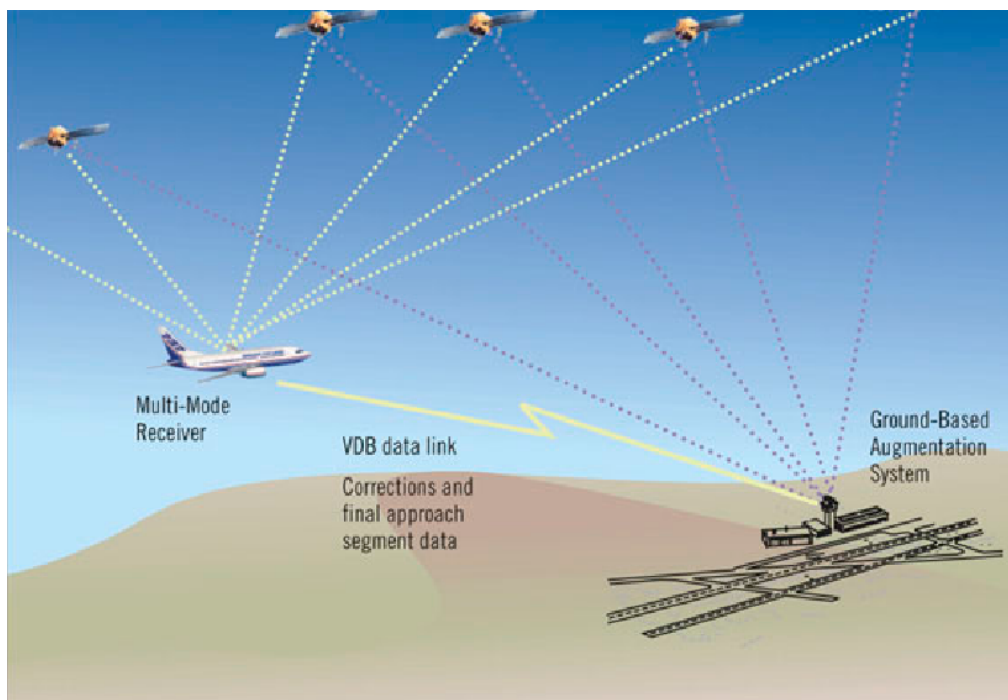 Multi-Mode
Receiver
VDB data link
Corrections and
final approach
segment data
Ground-Based
Augmentation
System